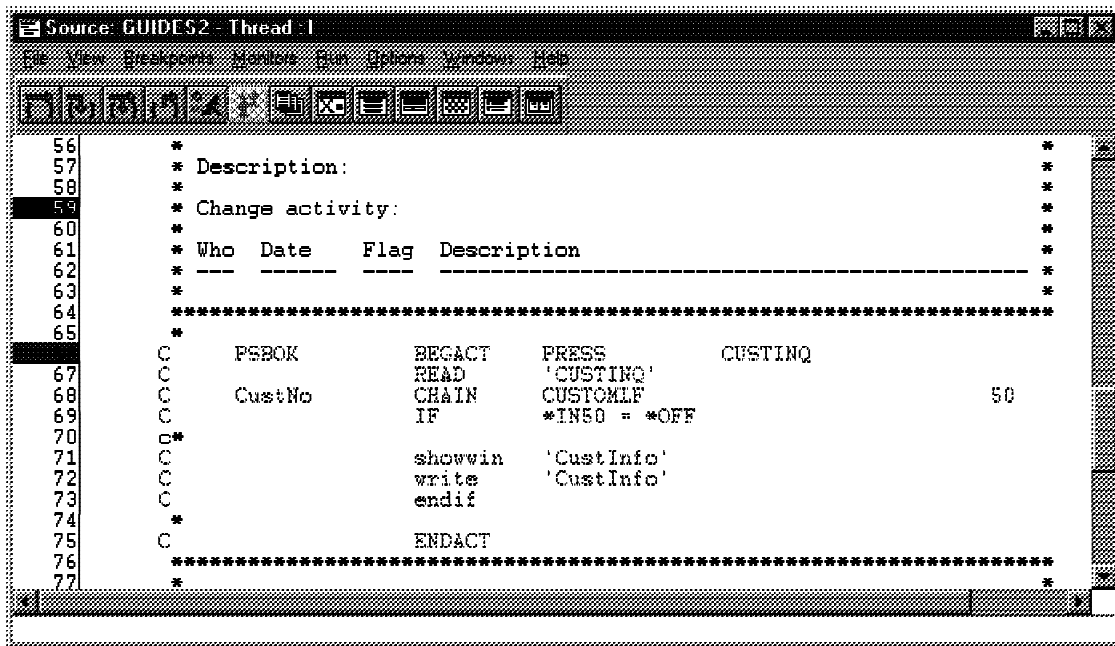 Source: GUIDES2 - Thread :1
File View Breakpoints Monitors Run Options Windows Help
56 * *
57 * Description: *
58 * *
59 * Change activity: *
60 * *
61 * Who Date Flag Description *
62 * --- ------ ---- ---------------------------------------------- *
63 * *
64 *********************************************************************
65 *
C PSBOK BEGACT PRESS CUSTINQ
67 C READ 'CUSTINQ'
68 C CustNo CHAIN CUSTOMLF 50
69 C IF *IN50 = *OFF
70 c*
71 C showwin 'CustInfo'
72 C write 'CustInfo'
73 C endif
74 *
75 C ENDACT
76 *********************************************************************
77 * *